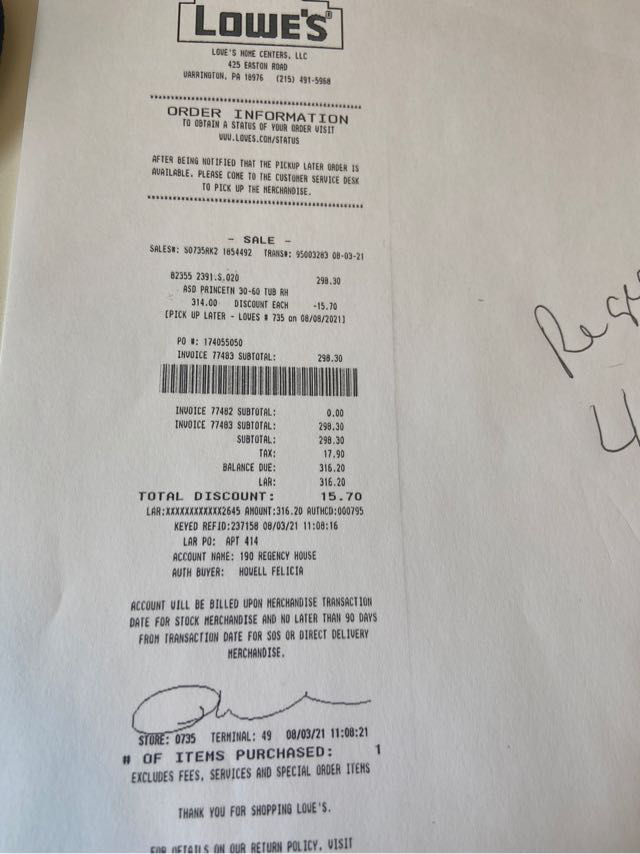 LOWE'S®
LOWE'S HOME CENTERS, LLC
425 EASTON ROAD
WARRINGTON, PA 18976 (215) 491-5968
ORDER INFORMATION
TO OBTAIN A STATUS OF YOUR ORDER VISIT
WWW.LOWES.COM/STATUS
AFTER BEING NOTIFIED THAT THE PICKUP LATER ORDER IS
AVAILABLE, PLEASE COME TO THE CUSTOMER SERVICE DESK
TO PICK UP THE MERCHANDISE.
- SALE -
SALES#: S0735RK2 1854492 TRANS#: 95003283 08-03-21
82355 2391.S.020 298.30
ASD PRINCETN 30-60 TUB RH
314.00 DISCOUNT EACH -15.70
[PICK UP LATER - LOWES # 735 on 08/08/2021]
PO #: 174055050
INVOICE 77483 SUBTOTAL: 298.30
INVOICE 77482 SUBTOTAL: 0.00
INVOICE 77483 SUBTOTAL: 298.30
SUBTOTAL: 298.30
TAX: 17.90
BALANCE DUE: 316.20
LAR: 316.20
TOTAL DISCOUNT: 15.70
LAR:XXXXXXXXXXXX2645 AMOUNT:316.20 AUTHCD:000795
KEYED REFID:237158 08/03/21 11:08:16
LAR PO: APT 414
ACCOUNT NAME: 190 REGENCY HOUSE
AUTH BUYER: HOWELL FELICIA
ACCOUNT WILL BE BILLED UPON MERCHANDISE TRANSACTION
DATE FOR STOCK MERCHANDISE AND NO LATER THAN 90 DAYS
FROM TRANSACTION DATE FOR SOS OR DIRECT DELIVERY
MERCHANDISE.
STORE: 0735 TERMINAL: 49 08/03/21 11:08:21
# OF ITEMS PURCHASED: 1
EXCLUDES FEES, SERVICES AND SPECIAL ORDER ITEMS
THANK YOU FOR SHOPPING LOWE'S.
FOR DETAILS ON OUR RETURN POLICY, VISIT